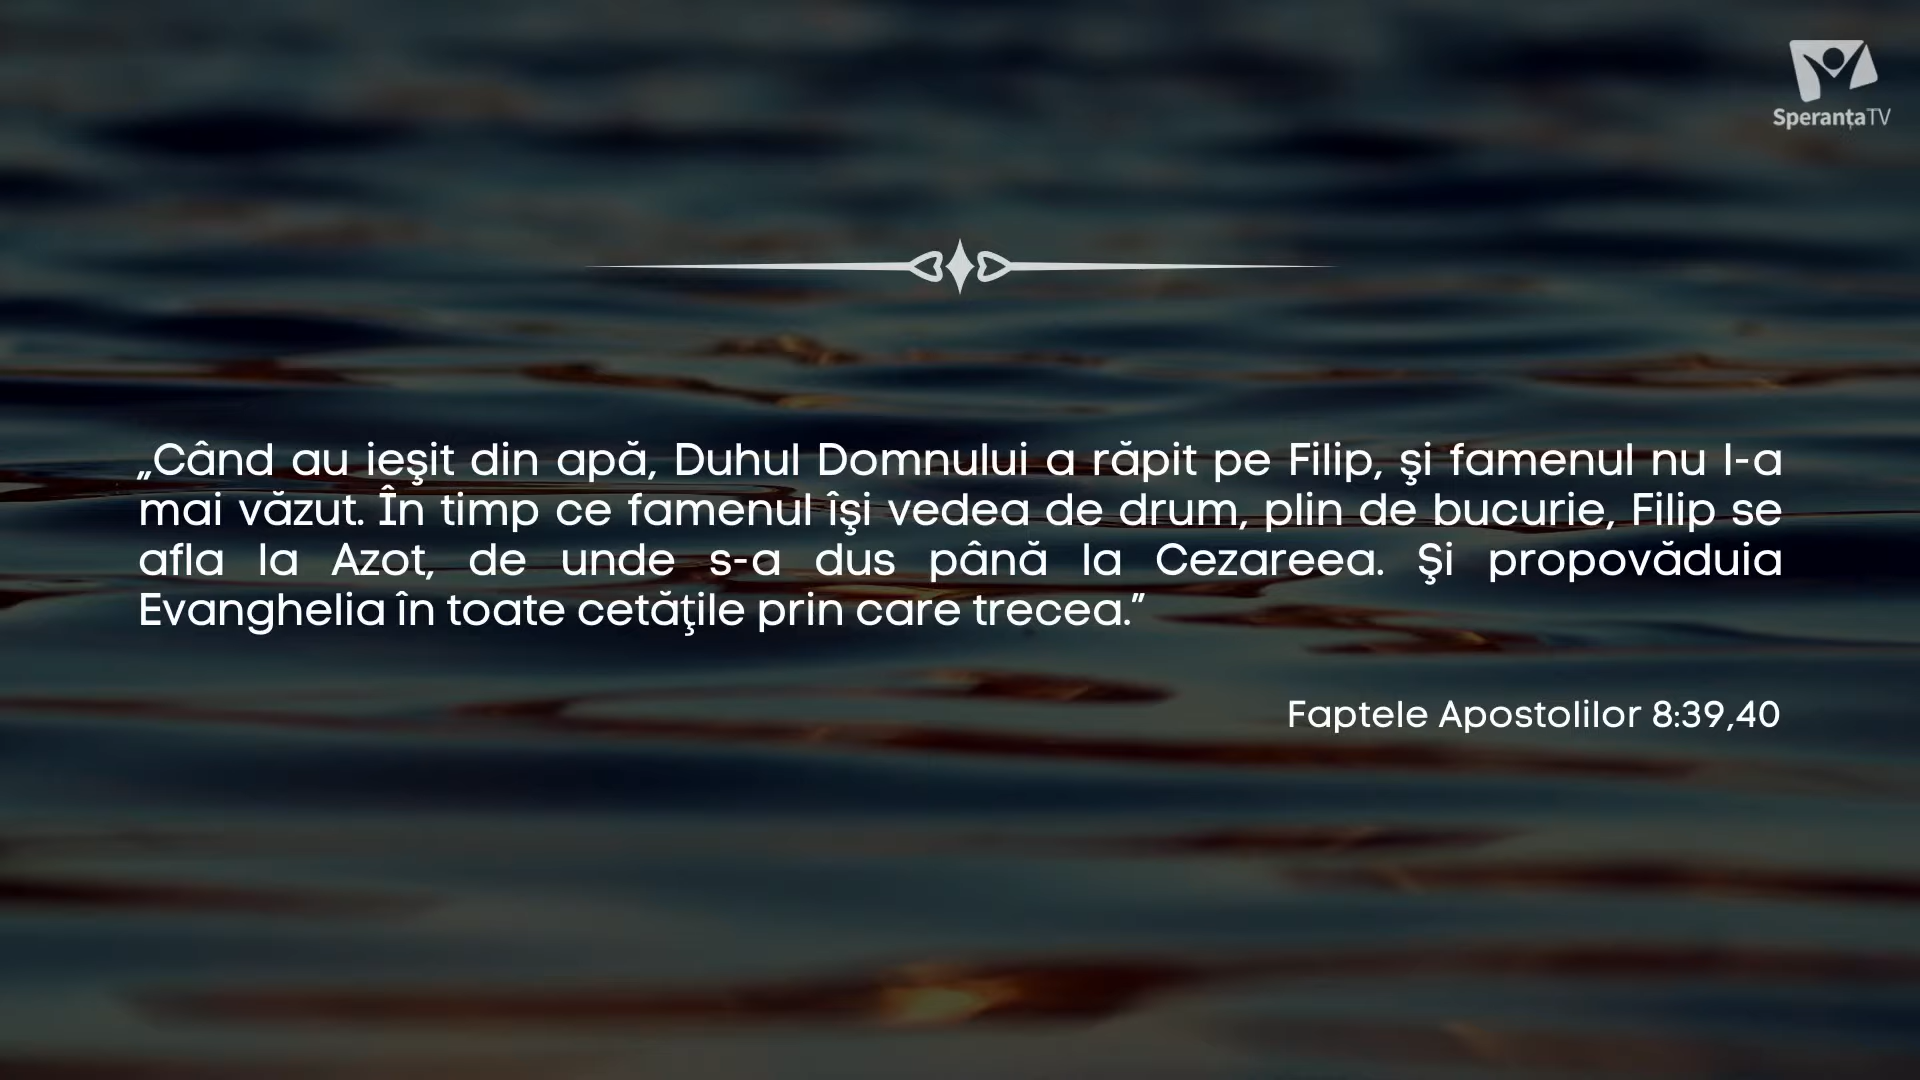 SperanțaTV
„Când au ieşit din apă, Duhul Domnului a răpit pe Filip, şi famenul nu l-a
mai văzut. În timp ce famenul îşi vedea de drum, plin de bucurie, Filip se
afla la Azot, de unde s-a dus până la Cezareea. Şi propovăduia
Evanghelia în toate cetăţile prin care trecea.”
Faptele Apostolilor 8:39,40